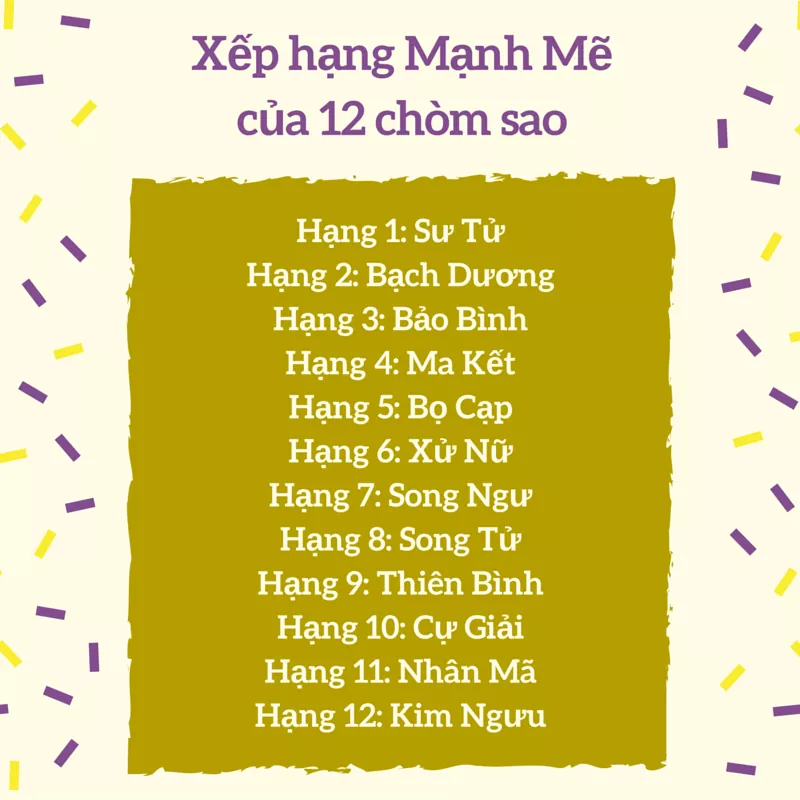 Xếp hạng Mạnh Mẽ
của 12 chòm sao
Hạng 1: Sư Tử
Hạng 2: Bạch Dương
Hạng 3: Bảo Bình
Hạng 4: Ma Kết
Hạng 5: Bọ Cạp
Hạng 6: Xử Nữ
Hạng 7: Song Ngư
Hạng 8: Song Tử
Hạng 9: Thiên Bình
Hạng 10: Cự Giải
Hạng 11: Nhân Mã
Hạng 12: Kim Ngưu